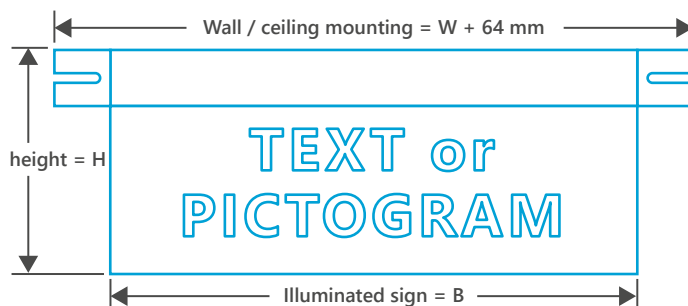 Wall / ceiling mounting = W + 64 mm
height = H
TEXT or
PICTOGRAM
Illuminated sign = B